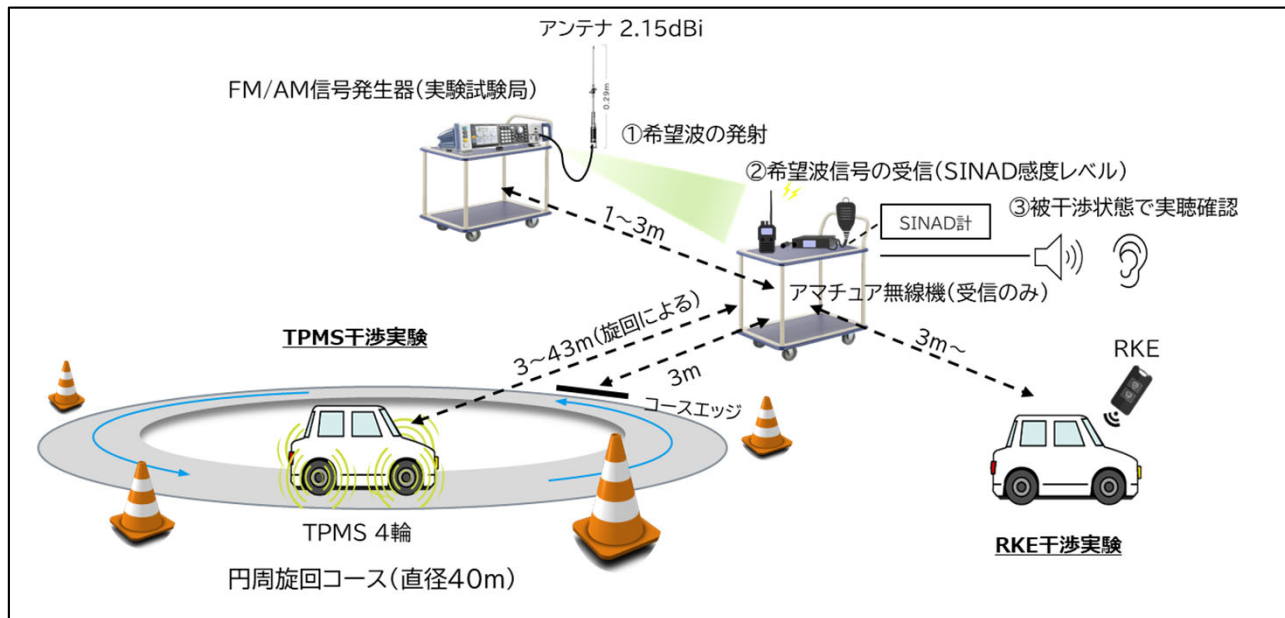 アンテナ 2.15dBi
FM/AM信号発生器(実験試験局)
0.29m
①希望波の発射
②希望波信号の受信(SINAD感度レベル)
③被干渉状態で実聴確認
SINAD計
1~3m
アマチュア無線機(受信のみ)
TPMS干渉実験
3~43m(旋回による)
3m
3m~
RKE
コースエッジ
TPMS 4輪
RKE干渉実験
円周旋回コース(直径40m)